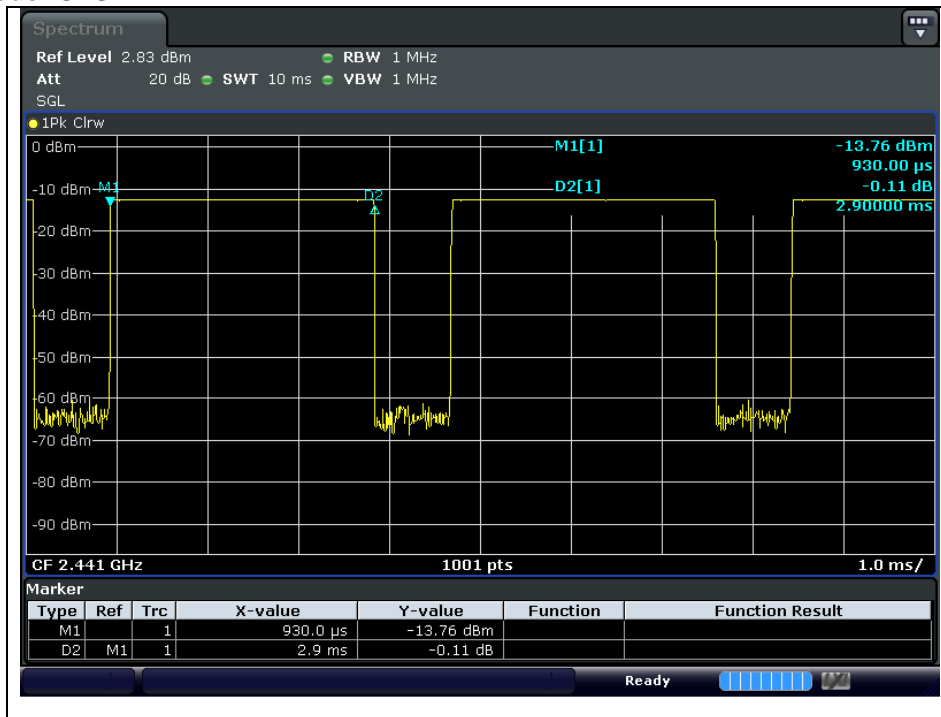 Spectrum
Ref Level 2.83 dBm RBW 1 MHz
Att 20 dB SWT 10 ms VBW 1 MHz
SGL
1Pk Clrw
0 dBm
M1[1] -13.76 dBm
930.00 µs
-10 dBm
M1
D2
D2[1] -0.11 dB
2.90000 ms
-20 dBm
-30 dBm
-40 dBm
-50 dBm
-60 dBm
-70 dBm
-80 dBm
-90 dBm
CF 2.441 GHz 1001 pts 1.0 ms/
Marker
Type Ref Trc X-value Y-value Function Function Result
M1 1 930.0 µs -13.76 dBm
D2 M1 1 2.9 ms -0.11 dB
Ready